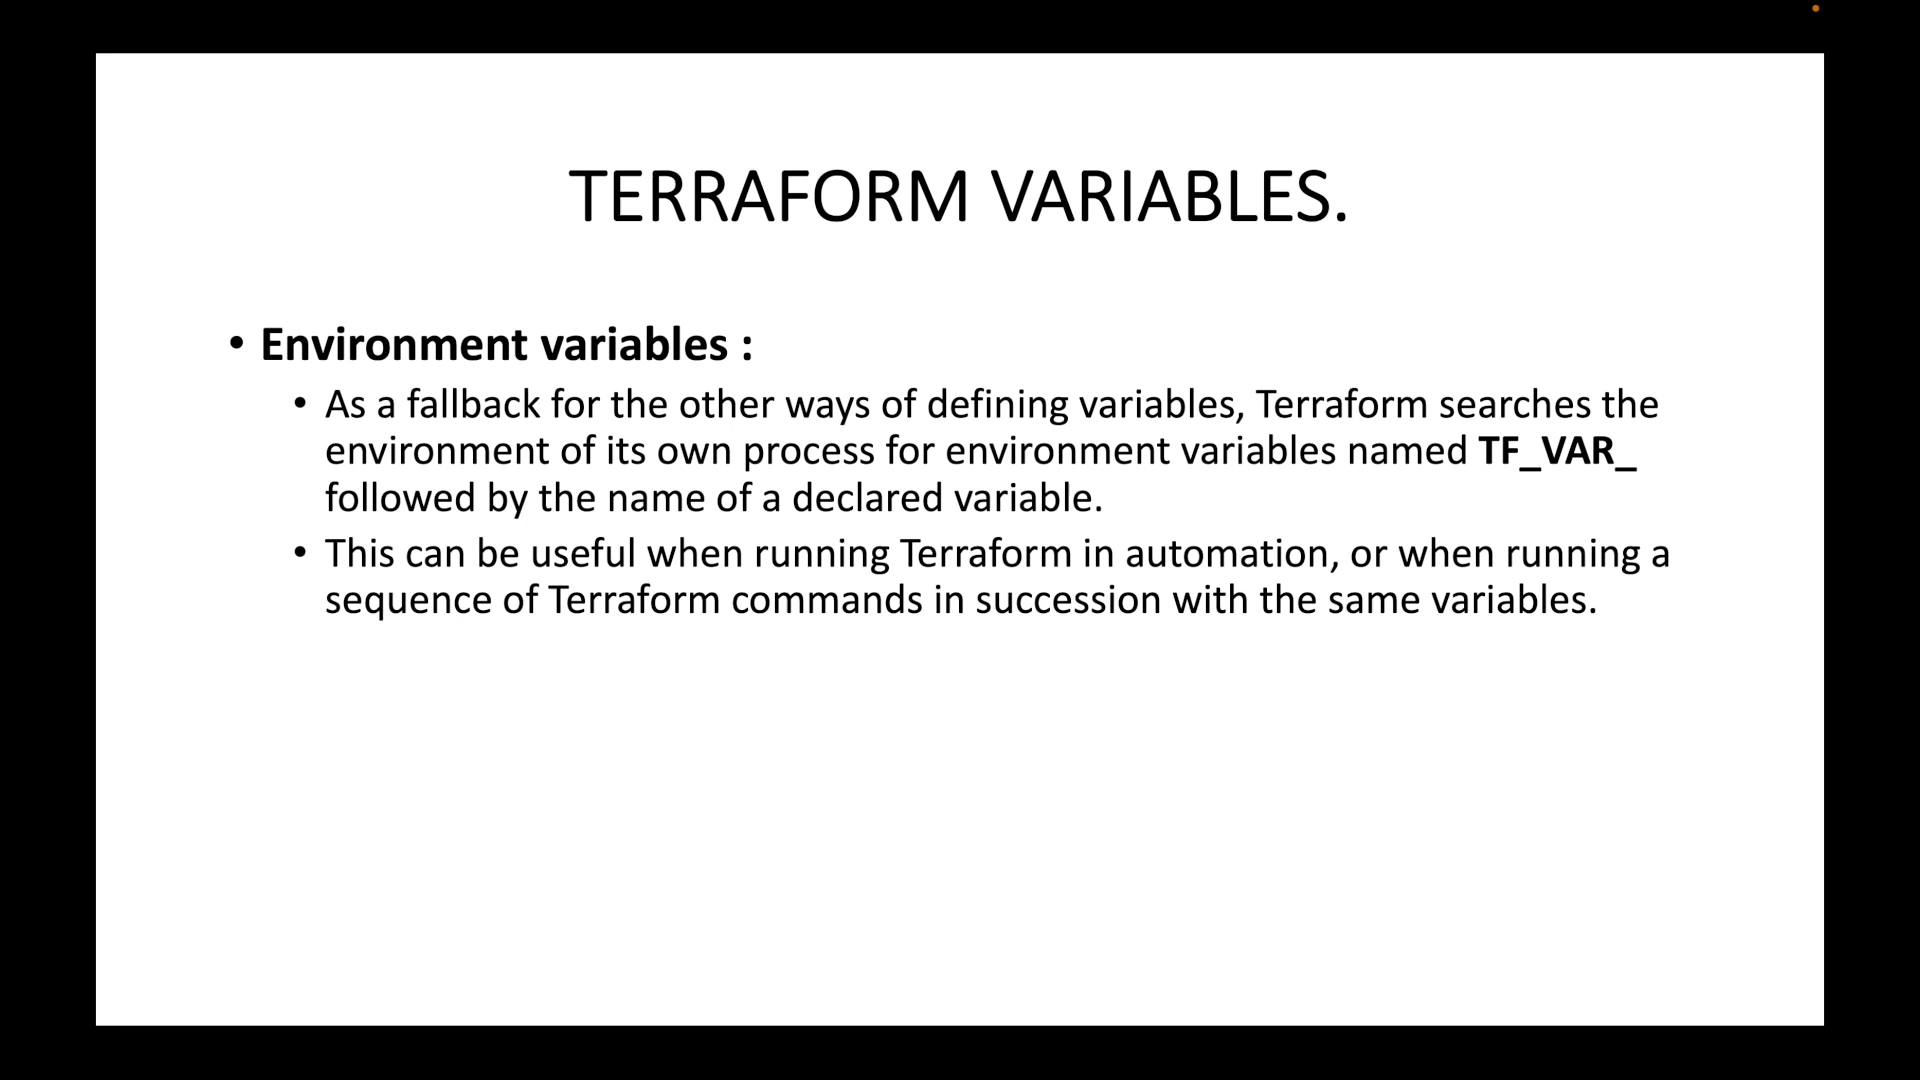 TERRAFORM VARIABLES.
• Environment variables :
• As a fallback for the other ways of defining variables, Terraform searches the
environment of its own process for environment variables named TF_VAR_
followed by the name of a declared variable.
• This can be useful when running Terraform in automation, or when running a
sequence of Terraform commands in succession with the same variables.